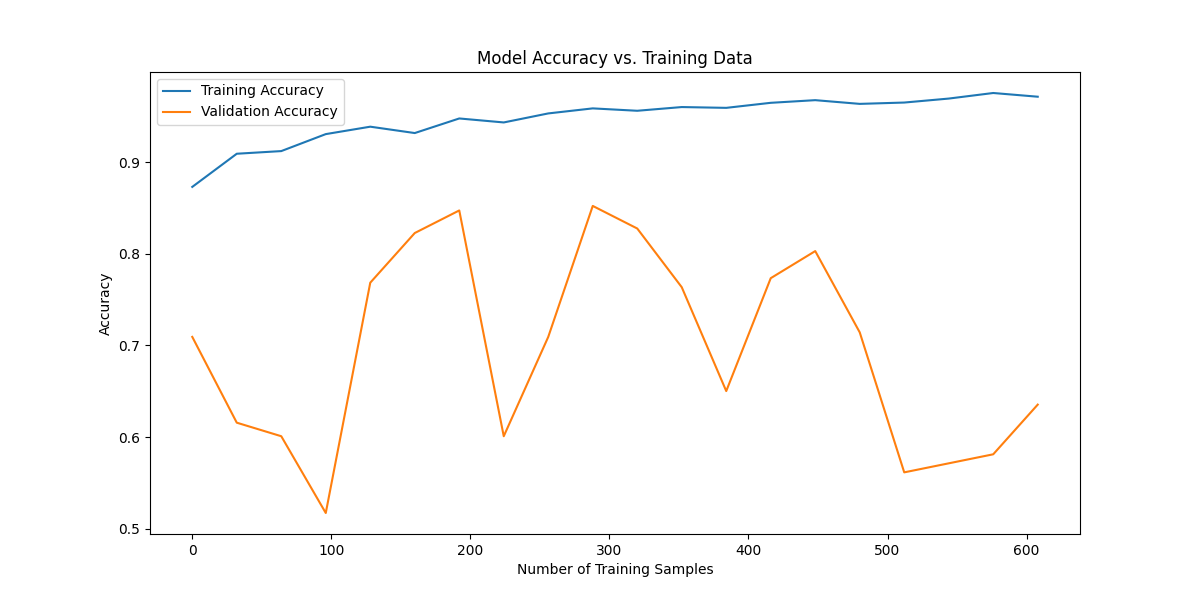 Model Accuracy vs. Training Data
Training Accuracy
Validation Accuracy
0.9
0.8
0.7
0.6
0.5
Accuracy
0 100 200 300 400 500 600
Number of Training Samples